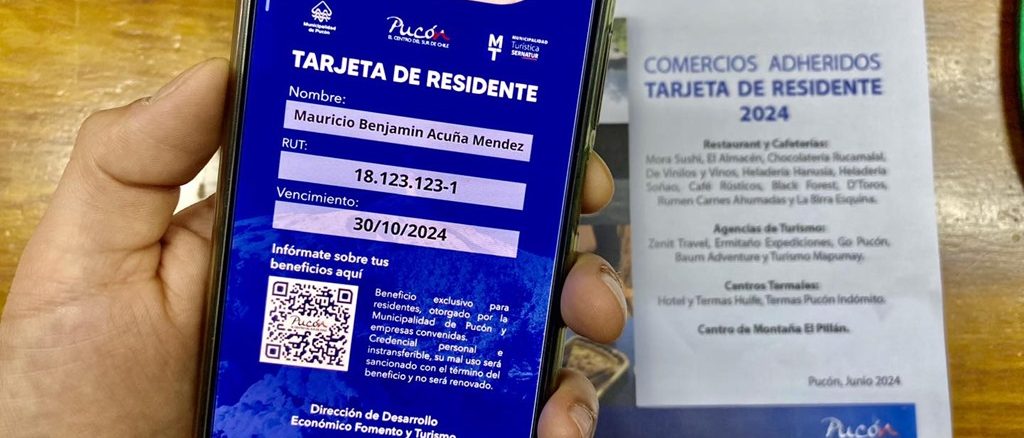 Municipalidad
de Pucón
Pucón
EL CENTRO DEL SUR DE CHILE
MT
MUNICIPALIDAD
Turística
SERNATUR
TARJETA DE RESIDENTE
Nombre:
Mauricio Benjamin Acuña Mendez
RUT:
18.123.123-1
Vencimiento:
30/10/2024
Infórmate sobre tus
beneficios aquí
Pucón
Beneficio exclusivo para
residentes, otorgado por la
Municipalidad de Pucón y
empresas convenidas.
Credencial personal e
instransferible, su mal uso será
sancionado con el término del
beneficio y no será renovado.
Dirección de Desarrollo
Económico Fomento y Turismo
COMERCIOS ADHERIDOS
TARJETA DE RESIDENTE
2024
Restaurant y Cafeterías:
Mora Sushi, El Almacén, Chocolatería Rucamalal,
De Vinilos y Vinos, Heladería Hanusia, Heladería
Soñao, Café Rústicos, Black Forest, D'Toros,
Rumen Carnes Ahumadas y La Birra Esquina.
Agencias de Turismo:
Zenit Travel, Ermitaño Expediciones, Go Pucón,
Baum Adventure y Turismo Mapumay.
Centros Termales:
Hotel y Termas Huife, Termas Pucón Indómito.
Centro de Montaña El Pillán.
Pucón, Junio 2024
Pucón